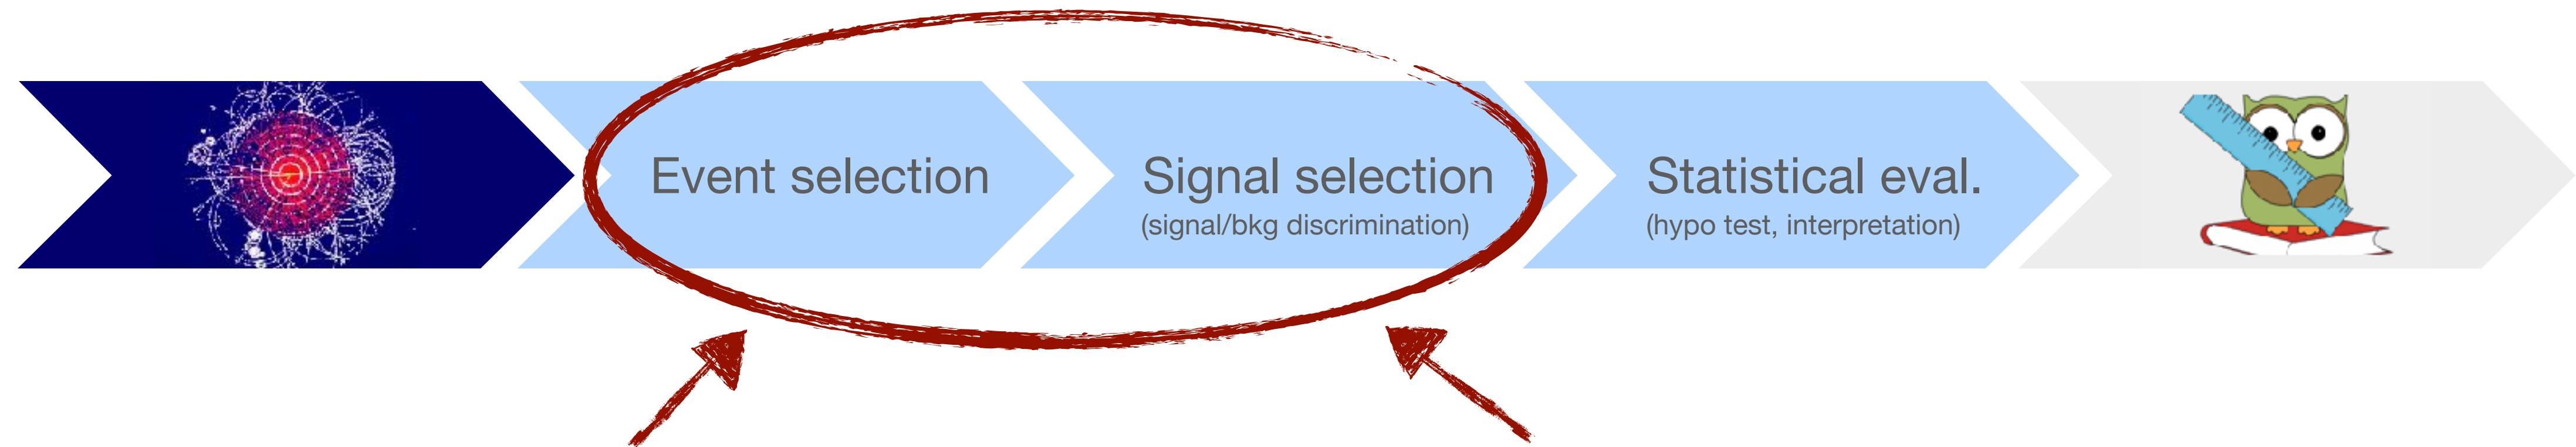 Event selection
Signal selection
(signal/bkg discrimination)
Statistical eval.
(hypo test, interpretation)